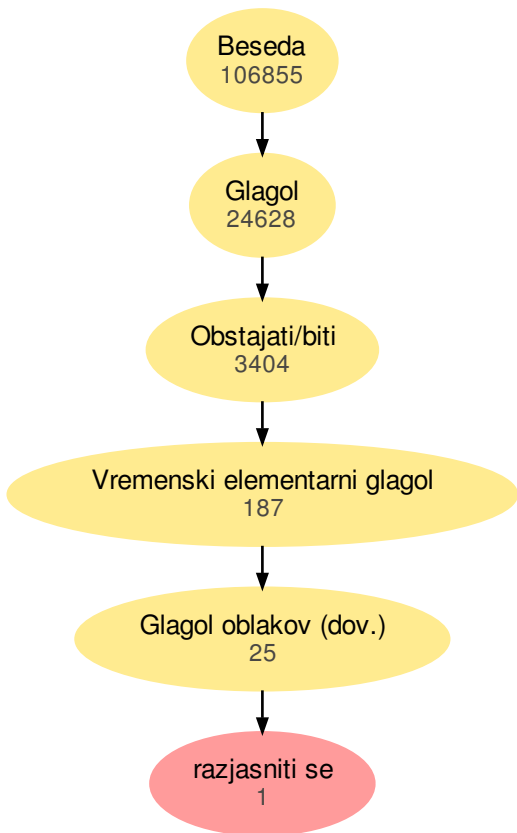 Beseda
106855
Glagol
24628
Obstajati/biti
3404
Vremenski elementarni glagol
187
Glagol oblakov (dov.)
25
razjasniti se
1